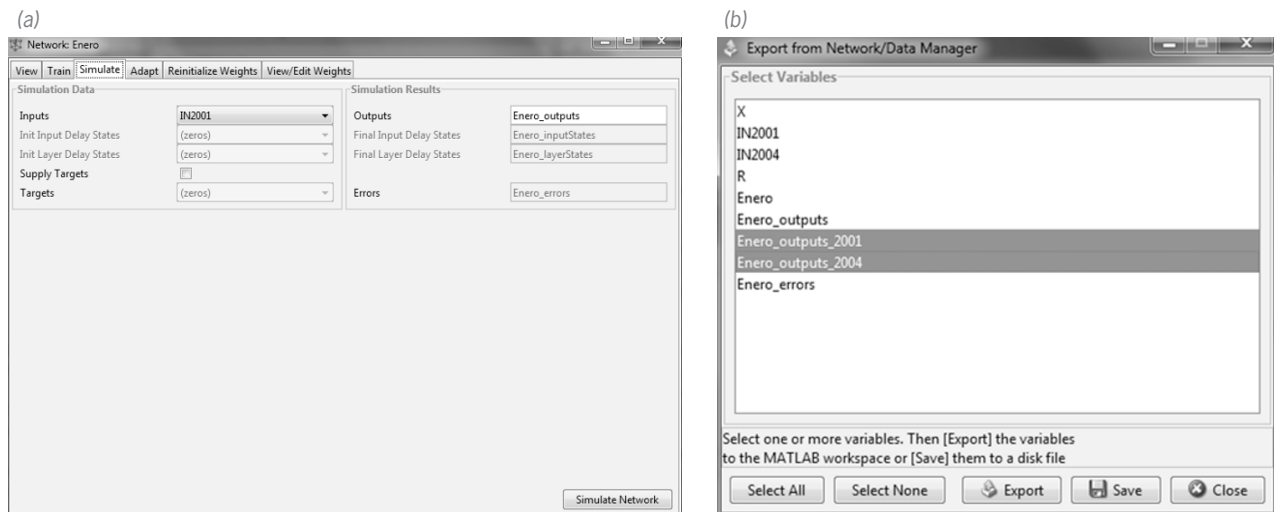 (a)
Network: Enero
View Train Simulate Adapt Reinitialize Weights View/Edit Weights
Simulation Data
Inputs IN2001
Init Input Delay States (zeros)
Init Layer Delay States (zeros)
Supply Targets
Targets (zeros)
Simulation Results
Outputs Enero_outputs
Final Input Delay States Enero_inputStates
Final Layer Delay States Enero_layerStates
Errors Enero_errors
Simulate Network
(b)
Export from Network/Data Manager
Select Variables
X
IN2001
IN2004
R
Enero
Enero_outputs
Enero_outputs_2001
Enero_outputs_2004
Enero_errors
Select one or more variables. Then [Export] the variables
to the MATLAB workspace or [Save] them to a disk file
Select All Select None Export Save Close